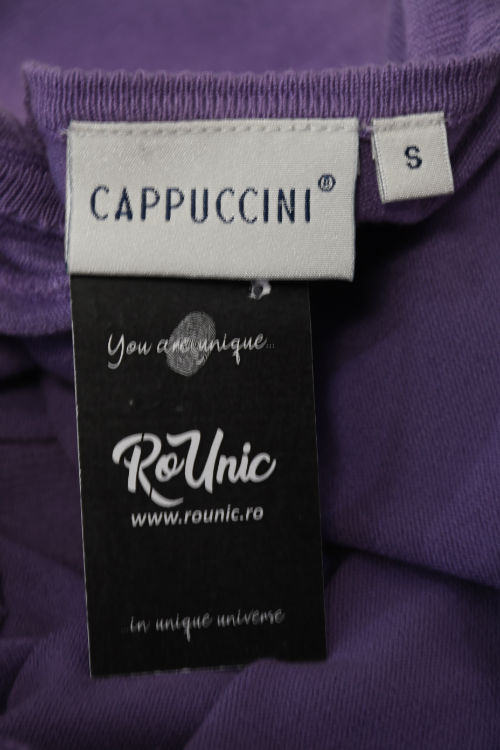 CAPPUCCINI®
S
You are unique...
RoUnic
www.rounic.ro
...in unique universe